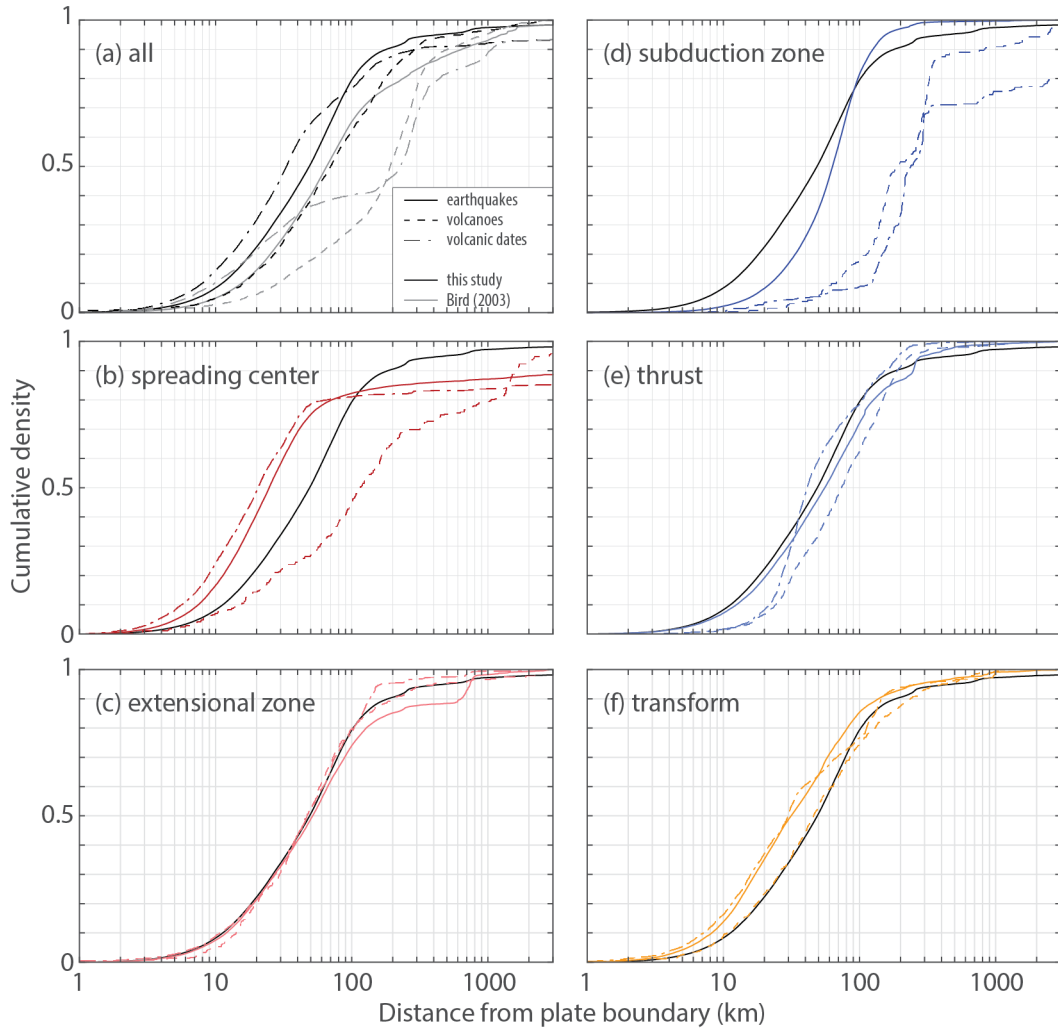 1
(a) all
0.5
0
earthquakes
volcanoes
volcanic dates
this study
Bird (2003)
(d) subduction zone
1
(b) spreading center
0.5
0
(e) thrust
Cumulative density
1
(c) extensional zone
0.5
0
(f) transform
1 10 100 1000
1 10 100 1000
Distance from plate boundary (km)